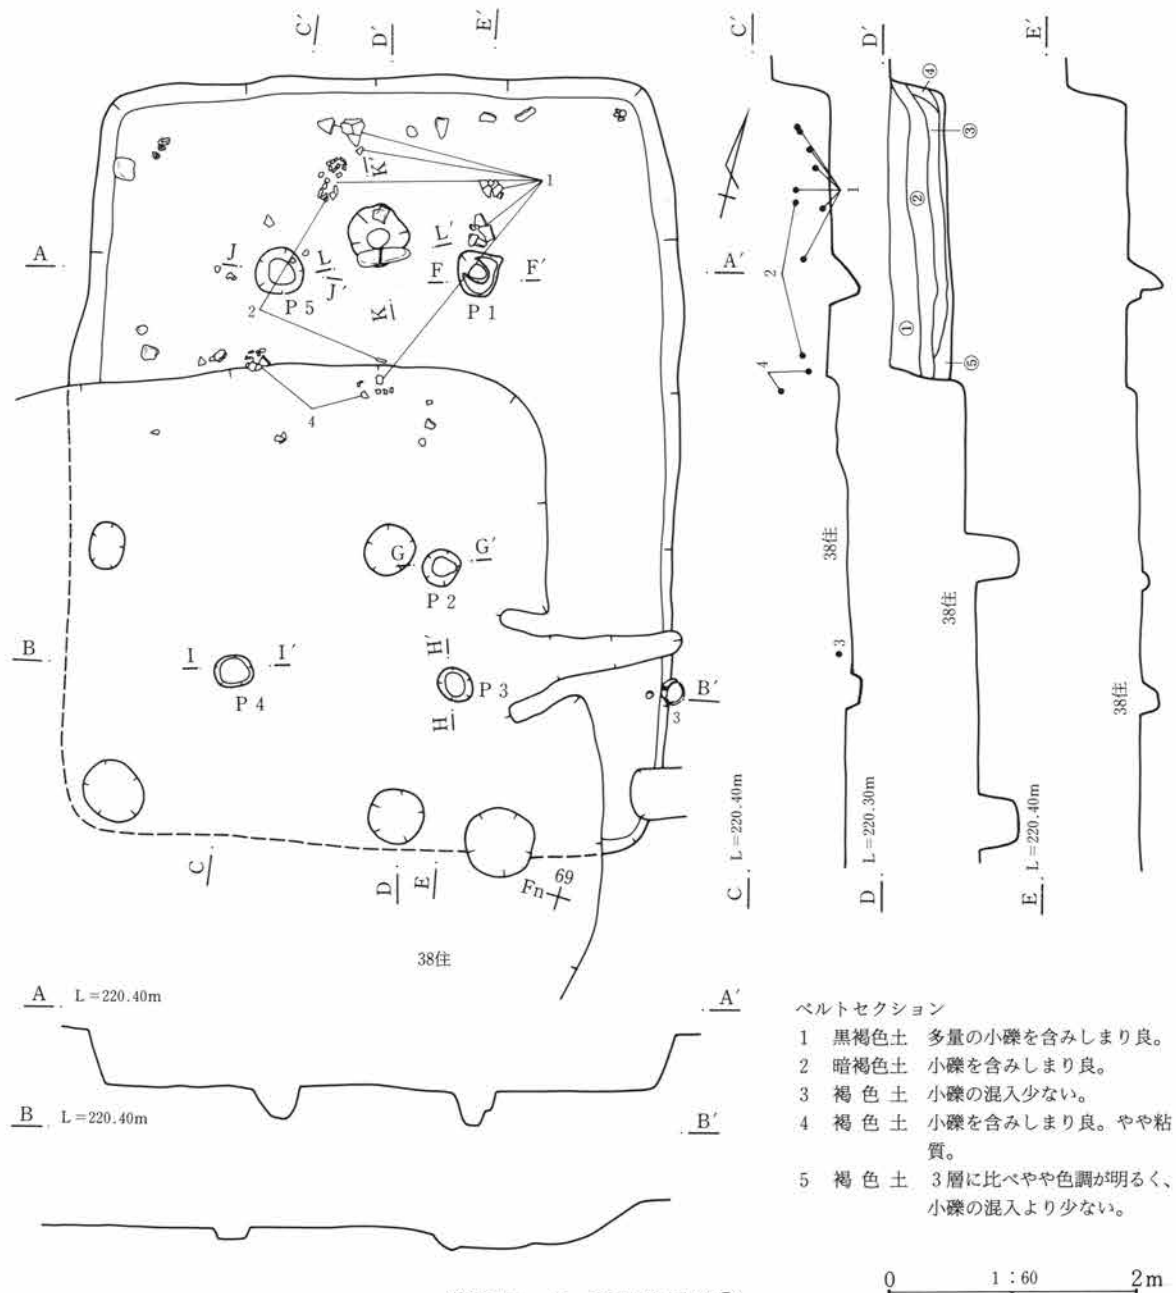 C′
D′
E′
K′
1
L′
A
J
L
F
F′
A′
J′
P 5
P 1
2
K
4
G
G′
P 2
B
I
I′
H′
P 4
P 3
H
B′
3
C
D
E
Fn 69
38住
C′
D′
E′
④
③
1
②
2
①
4
⑤
38住
38住
3
38住
C L=220.40m
D L=220.30m
E L=220.40m
A L=220.40m A′
B L=220.40m B′
ベルトセクション
1 黒褐色土 多量の小礫を含みしまり良。
2 暗褐色土 小礫を含みしまり良。
3 褐 色 土 小礫の混入少ない。
4 褐 色 土 小礫を含みしまり良。やや粘
質。
5 褐 色 土 3層に比べやや色調が明るく、
小礫の混入より少ない。
0 1:60 2m